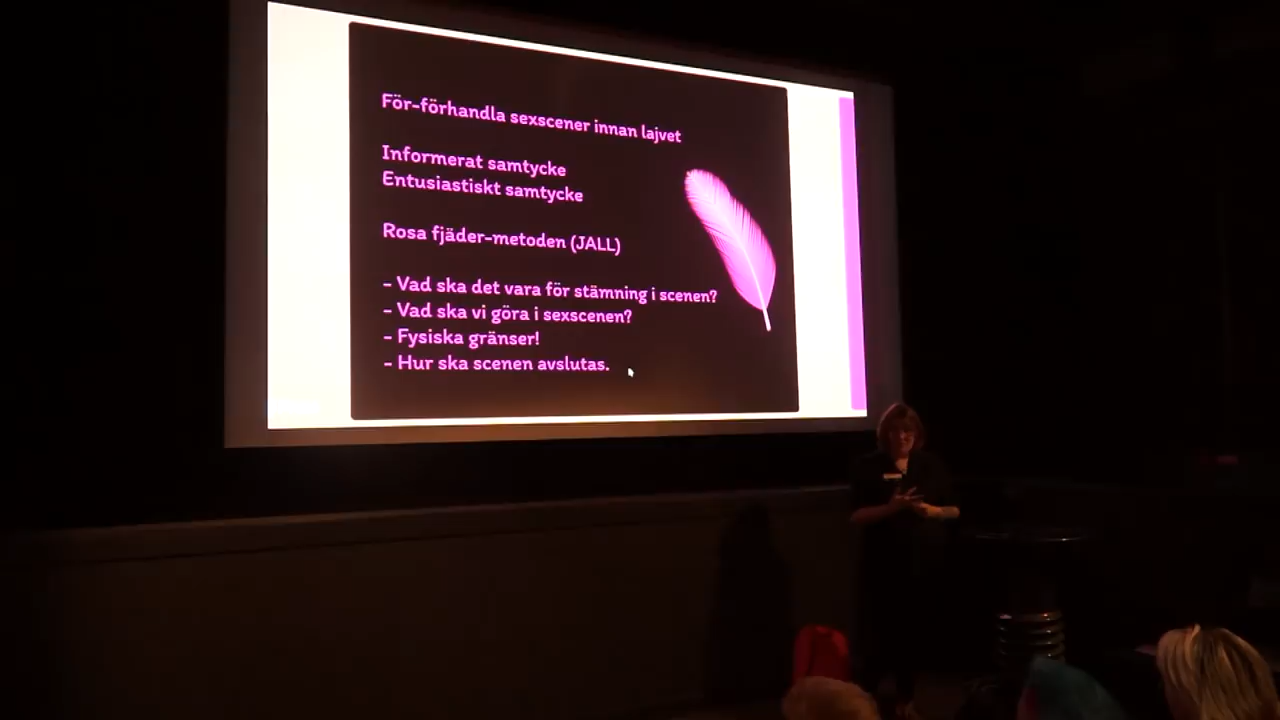 För-förhandla sexscener innan lajvet
Informerat samtycke
Entusiastiskt samtycke
Rosa fjäder-metoden (JALL)
- Vad ska det vara för stämning i scenen?
- Vad ska vi göra i sexscenen?
- Fysiska gränser!
- Hur ska scenen avslutas.